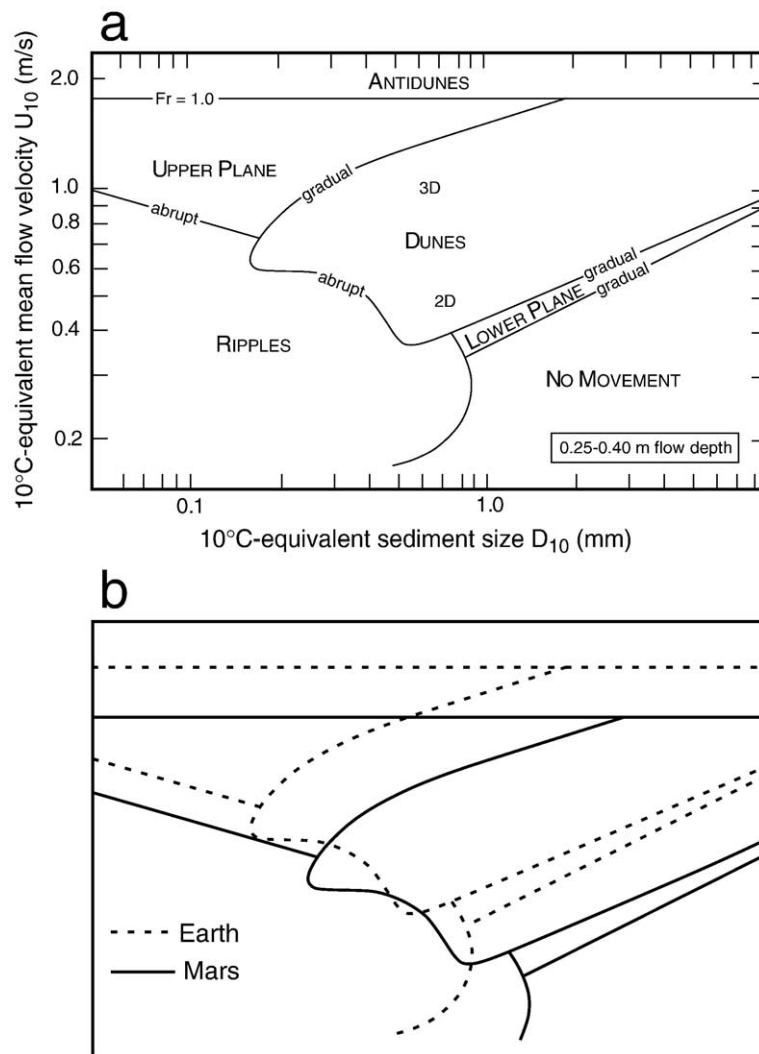 a
10°C-equivalent mean flow velocity U10 (m/s)
2.0
1.0
0.8
0.6
0.4
0.2
ANTIDUNES
Fr = 1.0
UPPER PLANE
gradual
3D
abrupt
DUNES
gradual
abrupt
2D
LOWER PLANE
gradual
RIPPLES
NO MOVEMENT
0.25-0.40 m flow depth
0.1
1.0
10°C-equivalent sediment size D10 (mm)
b
Earth
Mars